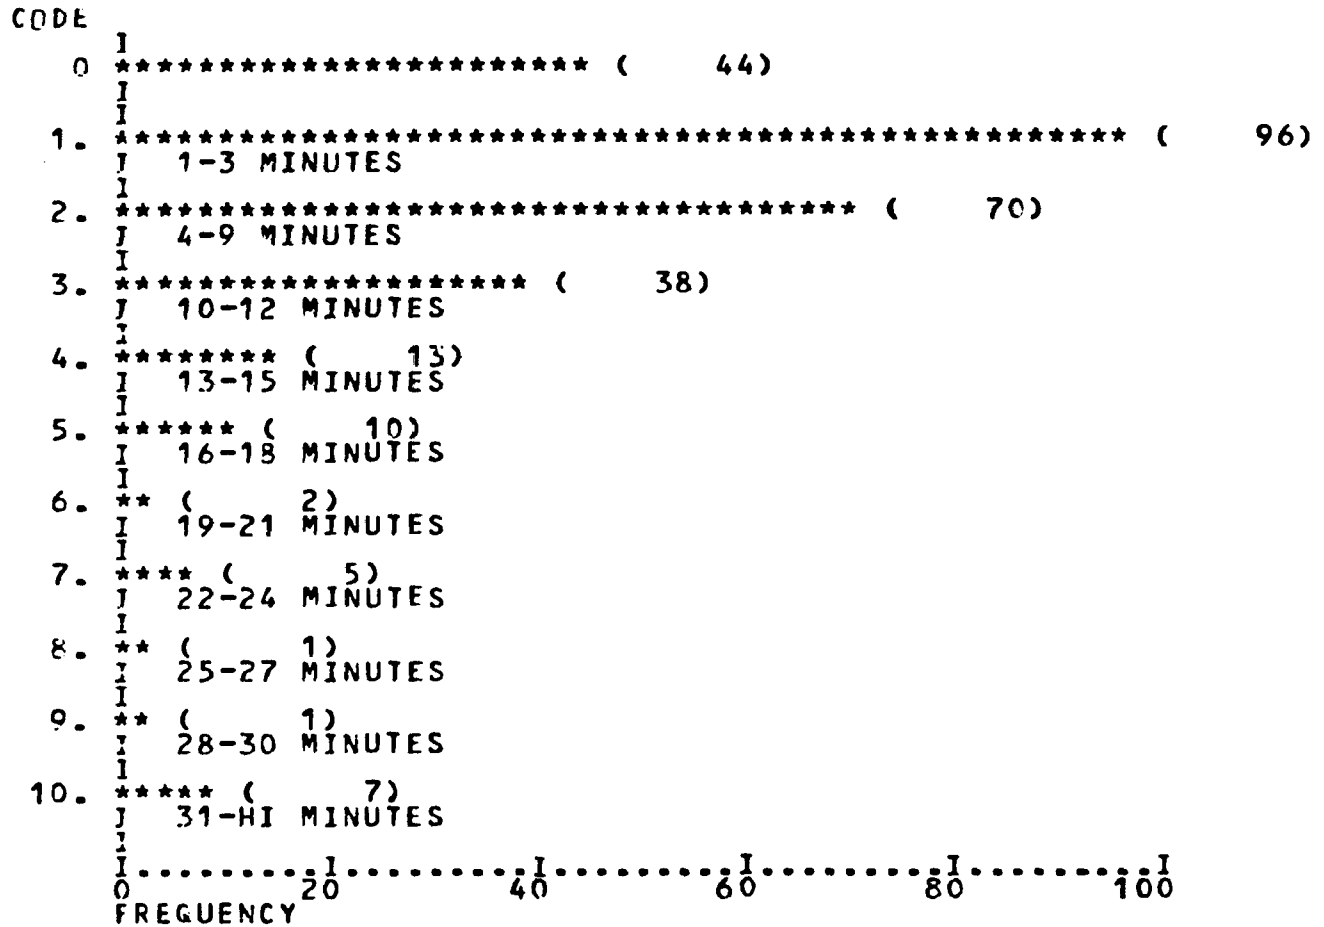 CODE
I
0 *********************** ( 44)
I
I
1. ************************************************* ( 96)
I 1-3 MINUTES
I
2. ************************************ ( 70)
I 4-9 MINUTES
I
3. ******************** ( 38)
I 10-12 MINUTES
I
4. ******** ( 13)
I 13-15 MINUTES
I
5. ****** ( 10)
I 16-18 MINUTES
I
6. ** ( 2)
I 19-21 MINUTES
I
7. **** ( 5)
I 22-24 MINUTES
I
8. ** ( 1)
I 25-27 MINUTES
I
9. ** ( 1)
I 28-30 MINUTES
I
10. ***** ( 7)
I 31-HI MINUTES
I
I.........I.........I.........I.........I.........I
0 20 40 60 80 100
FREQUENCY